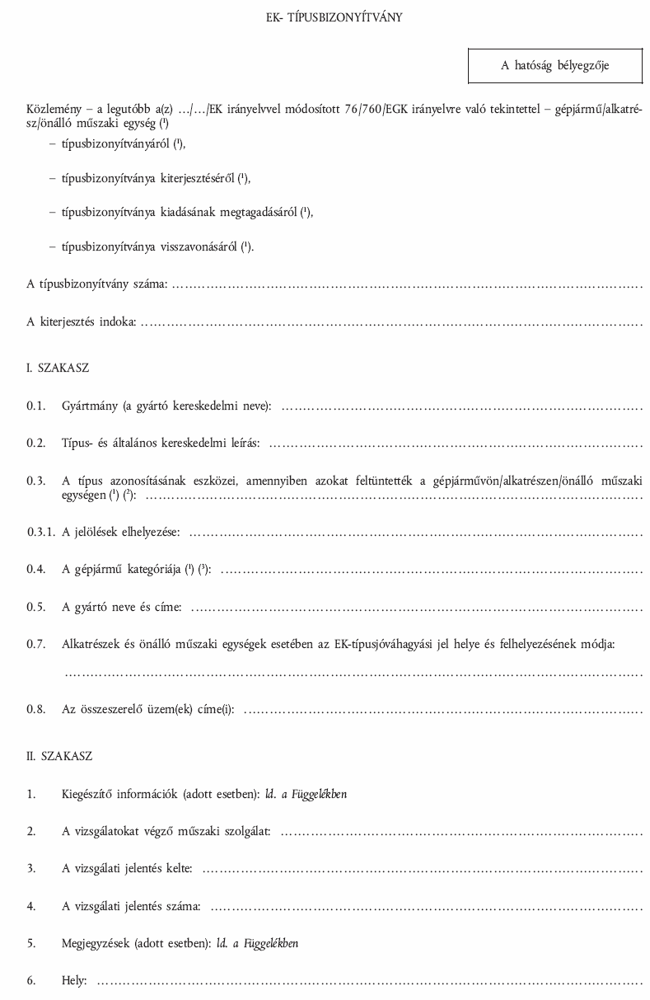 EK- TÍPUSBIZONYÍTVÁNY
A hatóság bélyegzője
Közlemény – a legutóbb a(z) …/…/EK irányelvvel módosított 76/760/EGK irányelvre való tekintettel – gépjármű/alkatré-
sz/önálló műszaki egység (¹)
– típusbizonyítványáról (¹),
– típusbizonyítványa kiterjesztéséről (¹),
– típusbizonyítványa kiadásának megtagadásáról (¹),
– típusbizonyítványa visszavonásáról (¹).
A típusbizonyítvány száma: ................................................................
A kiterjesztés indoka: ................................................................
I. SZAKASZ
0.1. Gyártmány (a gyártó kereskedelmi neve): ................................................................
0.2. Típus- és általános kereskedelmi leírás: ................................................................
0.3. A típus azonosításának eszközei, amennyiben azokat feltüntették a gépjárművön/alkatrészen/önálló műszaki
egységen (¹) (²): ................................................................
0.3.1. A jelölések elhelyezése: ................................................................
0.4. A gépjármű kategóriája (¹) (³): ................................................................
0.5. A gyártó neve és címe: ................................................................
0.7. Alkatrészek és önálló műszaki egységek esetében az EK-típusjóváhagyási jel helye és felhelyezésének módja:
................................................................
0.8. Az összeszerelő üzem(ek) címe(i): ................................................................
II. SZAKASZ
1. Kiegészítő információk (adott esetben): ld. a Függelékben
2. A vizsgálatokat végző műszaki szolgálat: ................................................................
3. A vizsgálati jelentés kelte: ................................................................
4. A vizsgálati jelentés száma: ................................................................
5. Megjegyzések (adott esetben): ld. a Függelékben
6. Hely: ................................................................